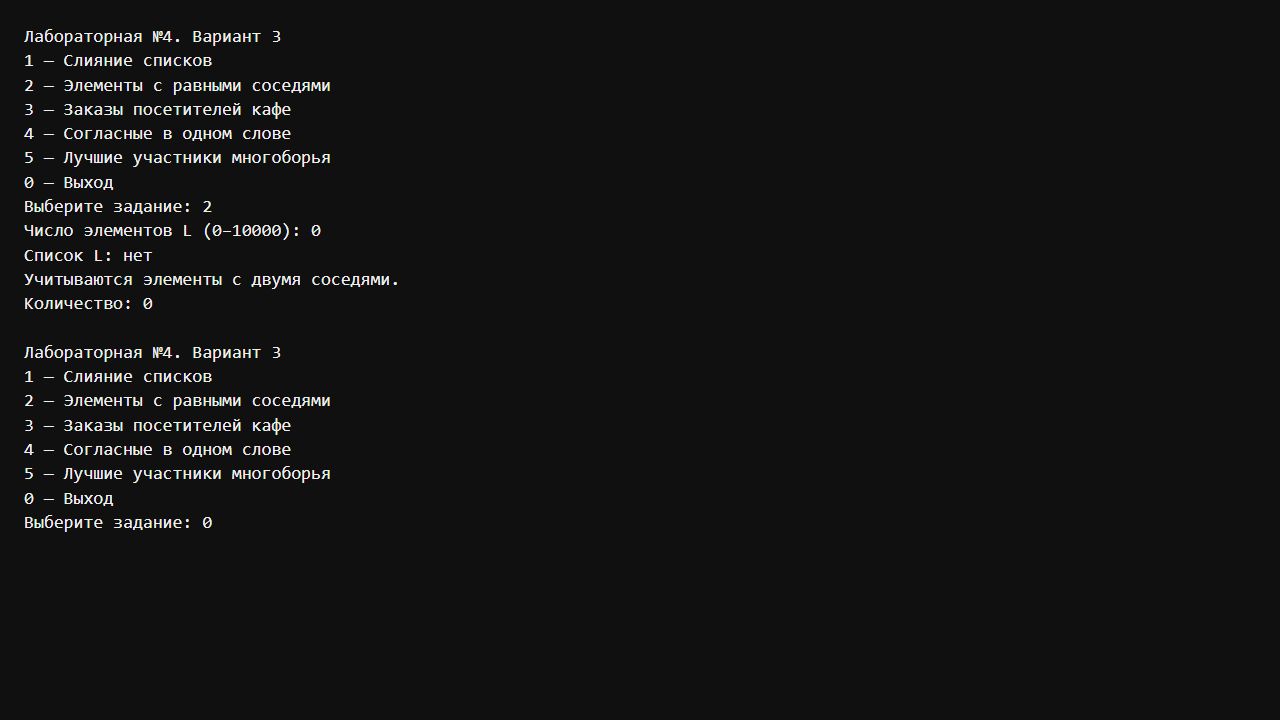 Лабораторная №4. Вариант 3
1 — Слияние списков
2 — Элементы с равными соседями
3 — Заказы посетителей кафе
4 — Согласные в одном слове
5 — Лучшие участники многоборья
0 — Выход
Выберите задание: 2
Число элементов L (0–10000): 0
Список L: нет
Учитываются элементы с двумя соседями.
Количество: 0
Лабораторная №4. Вариант 3
1 — Слияние списков
2 — Элементы с равными соседями
3 — Заказы посетителей кафе
4 — Согласные в одном слове
5 — Лучшие участники многоборья
0 — Выход
Выберите задание: 0